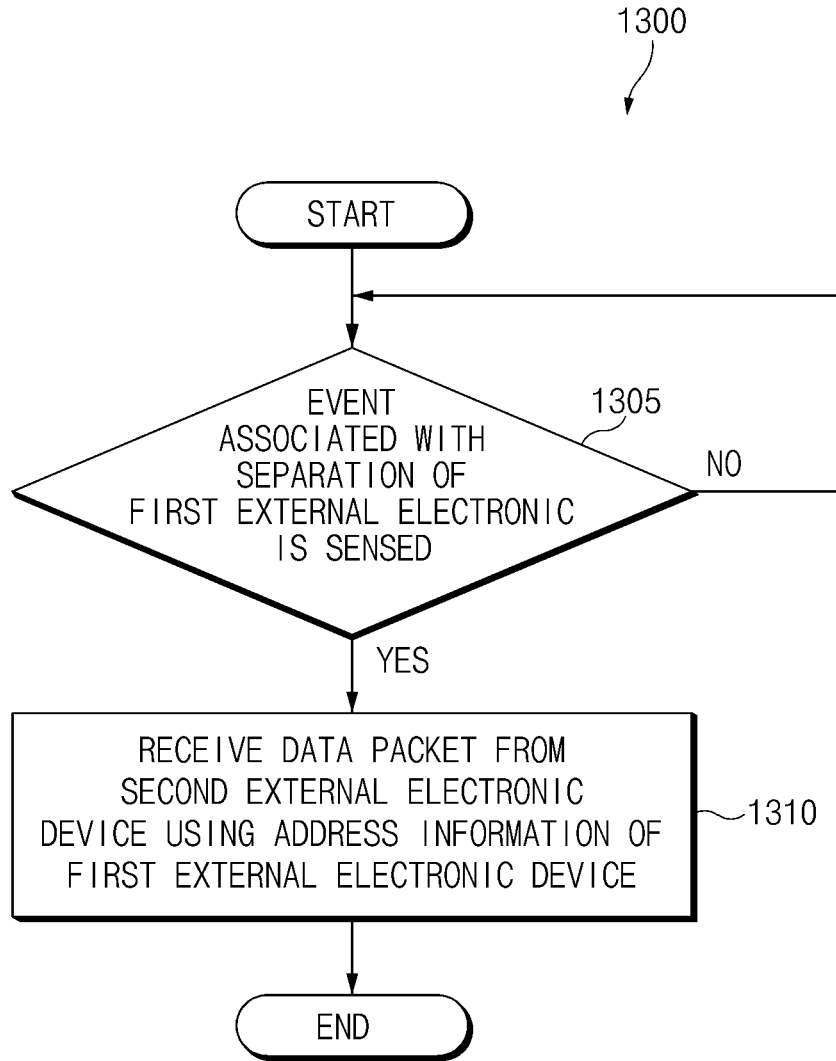 1300
START
EVENT
ASSOCIATED WITH
SEPARATION OF
FIRST EXTERNAL ELECTRONIC
IS SENSED
1305
NO
YES
RECEIVE DATA PACKET FROM
SECOND EXTERNAL ELECTRONIC
DEVICE USING ADDRESS INFORMATION OF
FIRST EXTERNAL ELECTRONIC DEVICE
1310
END